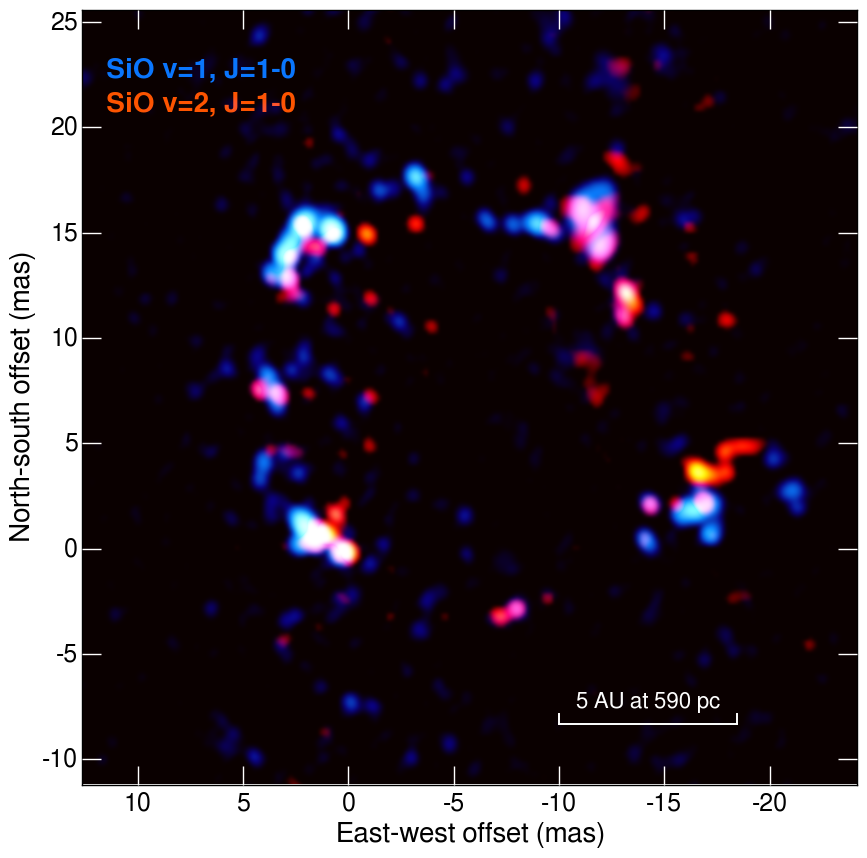 25
SiO v=1, J=1-0
SiO v=2, J=1-0
20
15
10
5
0
-5
-10
North-south offset (mas)
5 AU at 590 pc
10 5 0 -5 -10 -15 -20
East-west offset (mas)